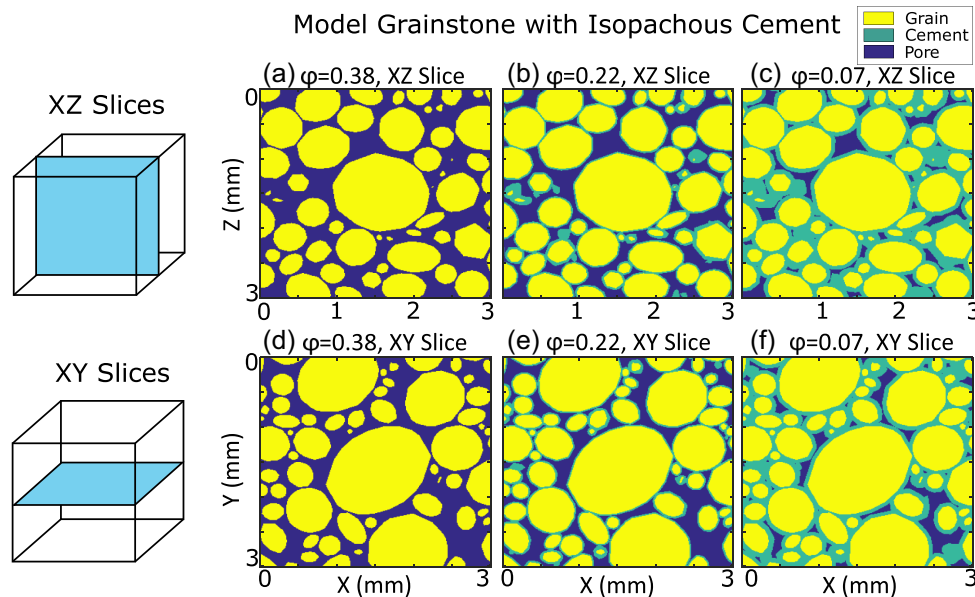 Model Grainstone with Isopachous Cement
Grain
Cement
Pore
XZ Slices
(a) φ=0.38, XZ Slice
(b) φ=0.22, XZ Slice
(c) φ=0.07, XZ Slice
0
Z (mm)
3
0 1 2 3
0 1 2 3
0 1 2 3
XY Slices
(d) φ=0.38, XY Slice
(e) φ=0.22, XY Slice
(f) φ=0.07, XY Slice
0
Y (mm)
3
0 X (mm) 3
0 X (mm) 3
0 X (mm) 3